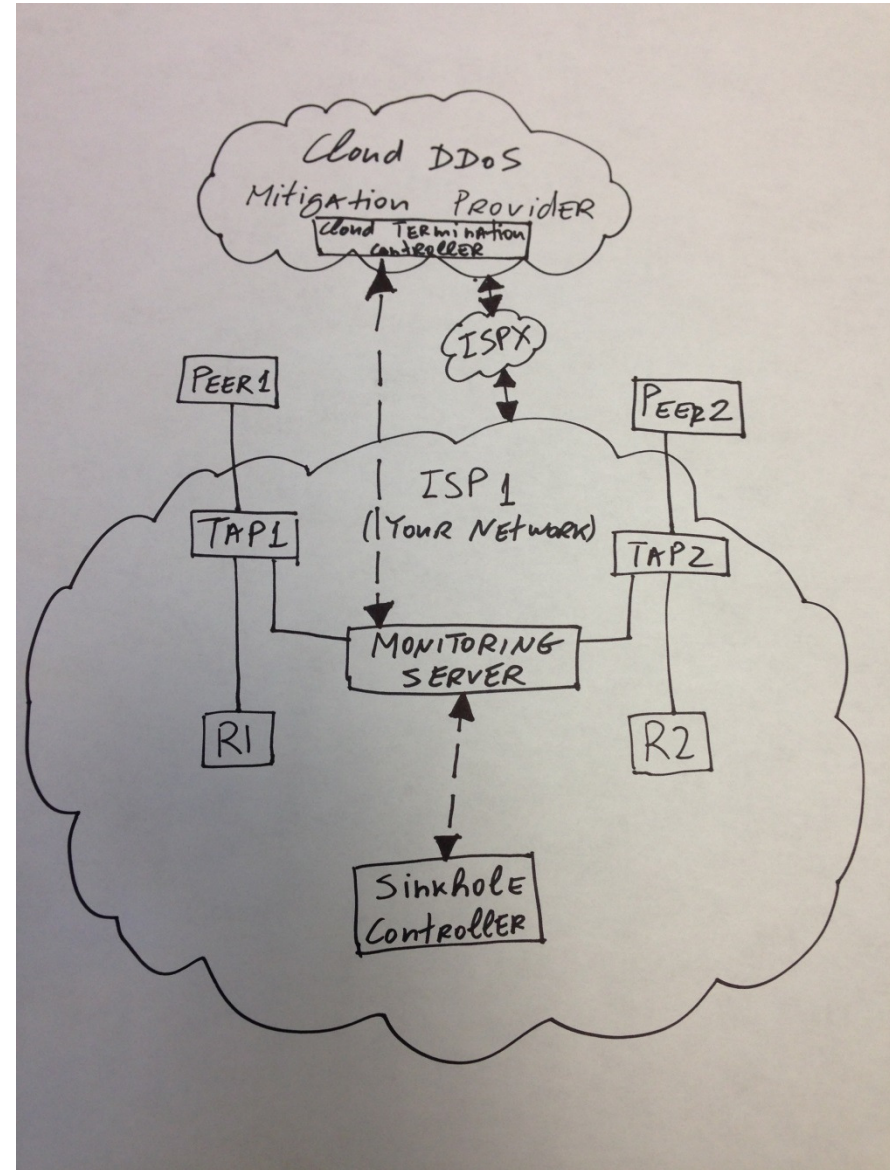 Cloud DDoS
Mitigation Provider
Cloud Termination
Controller
ISPX
PEER1
PEER2
ISP 1
(YOUR NETWORK)
TAP1
TAP2
MONITORING
SERVER
R1
R2
Sinkhole
Controller